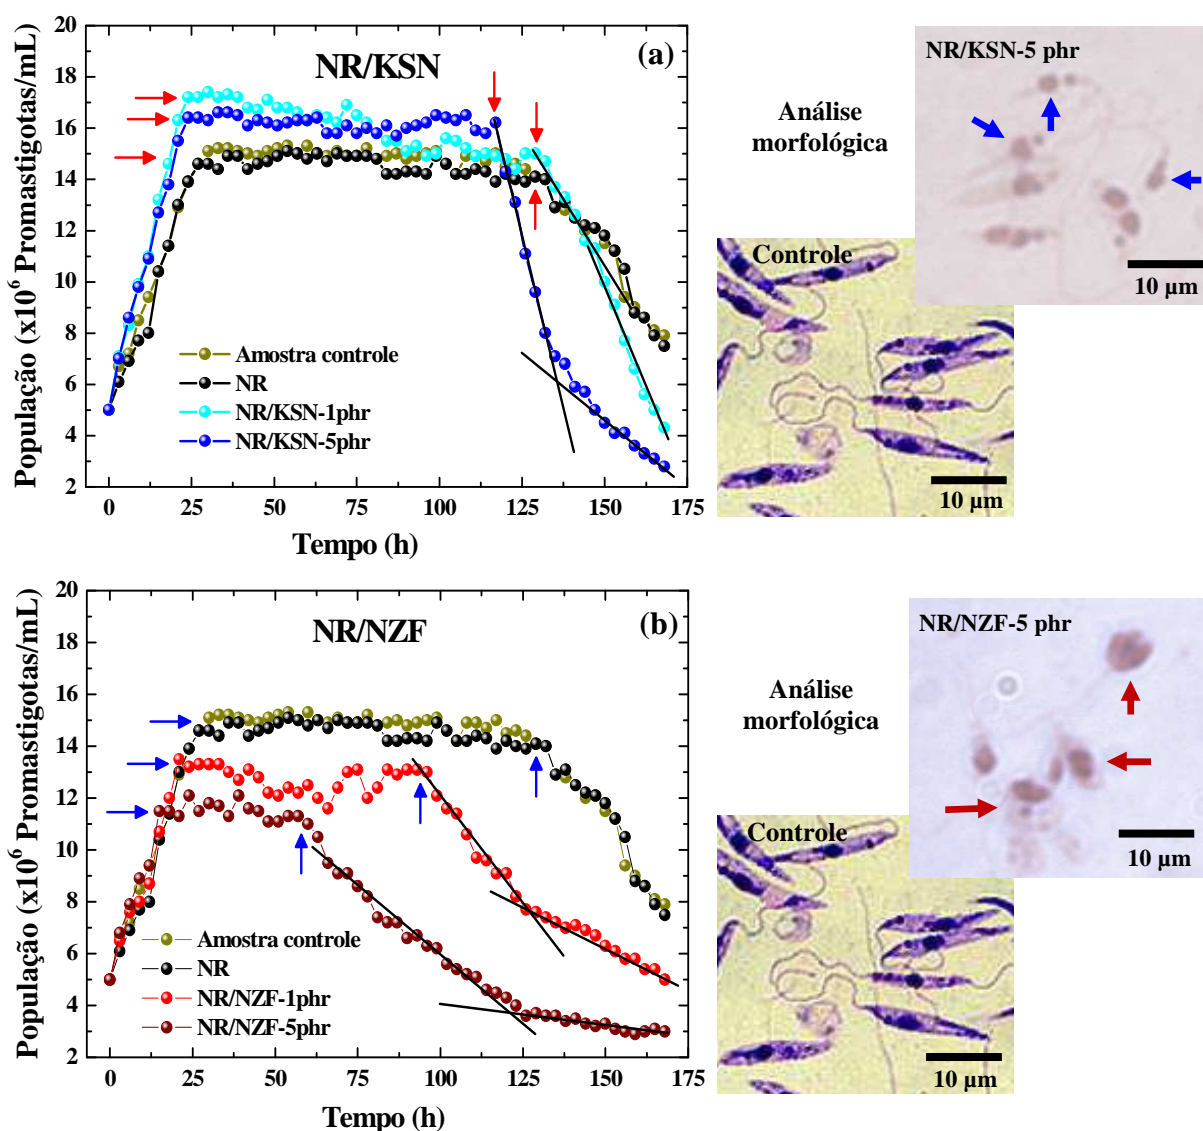 20
18
16
14
12
10
8
6
4
2
População (x10⁶ Promastigotas/mL)
NR/KSN
(a)
Amostra controle
NR
NR/KSN-1phr
NR/KSN-5phr
0 25 50 75 100 125 150 175
Tempo (h)
Análise
morfológica
NR/KSN-5 phr
10 µm
Controle
10 µm
20
18
16
14
12
10
8
6
4
2
População (x10⁶ Promastigotas/mL)
NR/NZF
(b)
Amostra controle
NR
NR/NZF-1phr
NR/NZF-5phr
0 25 50 75 100 125 150 175
Tempo (h)
Análise
morfológica
NR/NZF-5 phr
10 µm
Controle
10 µm